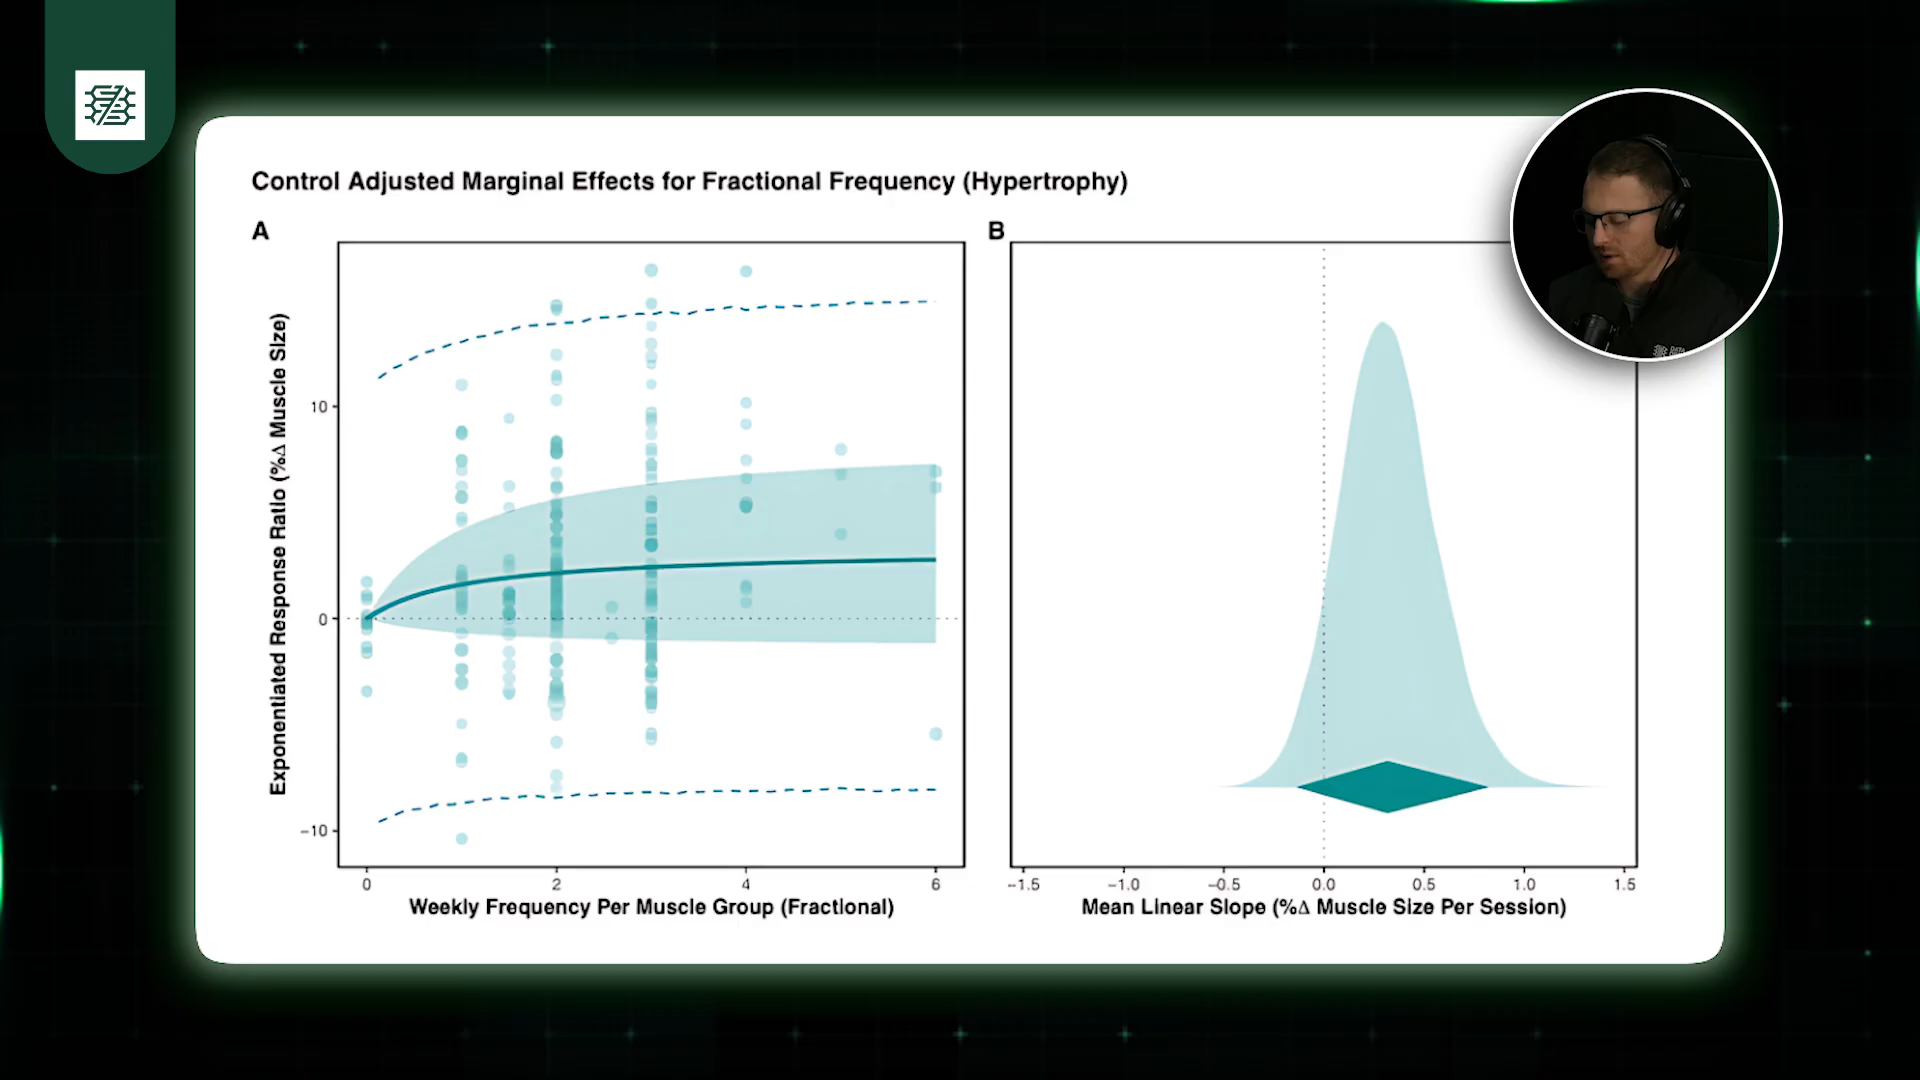 Control Adjusted Marginal Effects for Fractional Frequency (Hypertrophy)
A
B
Exponentiated Response Ratio (%Δ Muscle Size)
10
0
−10
0
2
4
6
Weekly Frequency Per Muscle Group (Fractional)
−1.5
−1.0
−0.5
0.0
0.5
1.0
1.5
Mean Linear Slope (%Δ Muscle Size Per Session)